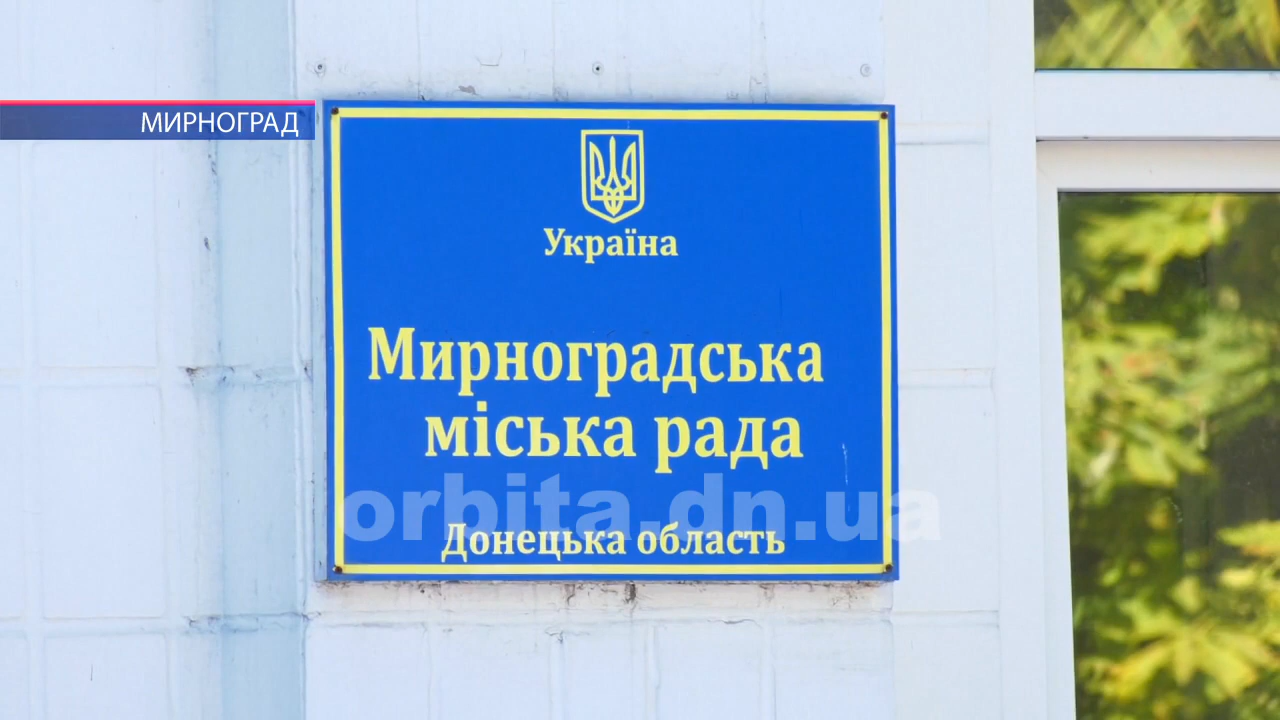 МИРНОГРАД
Україна
Мирноградська
міська рада
orbita.dn.ua
Донецька область